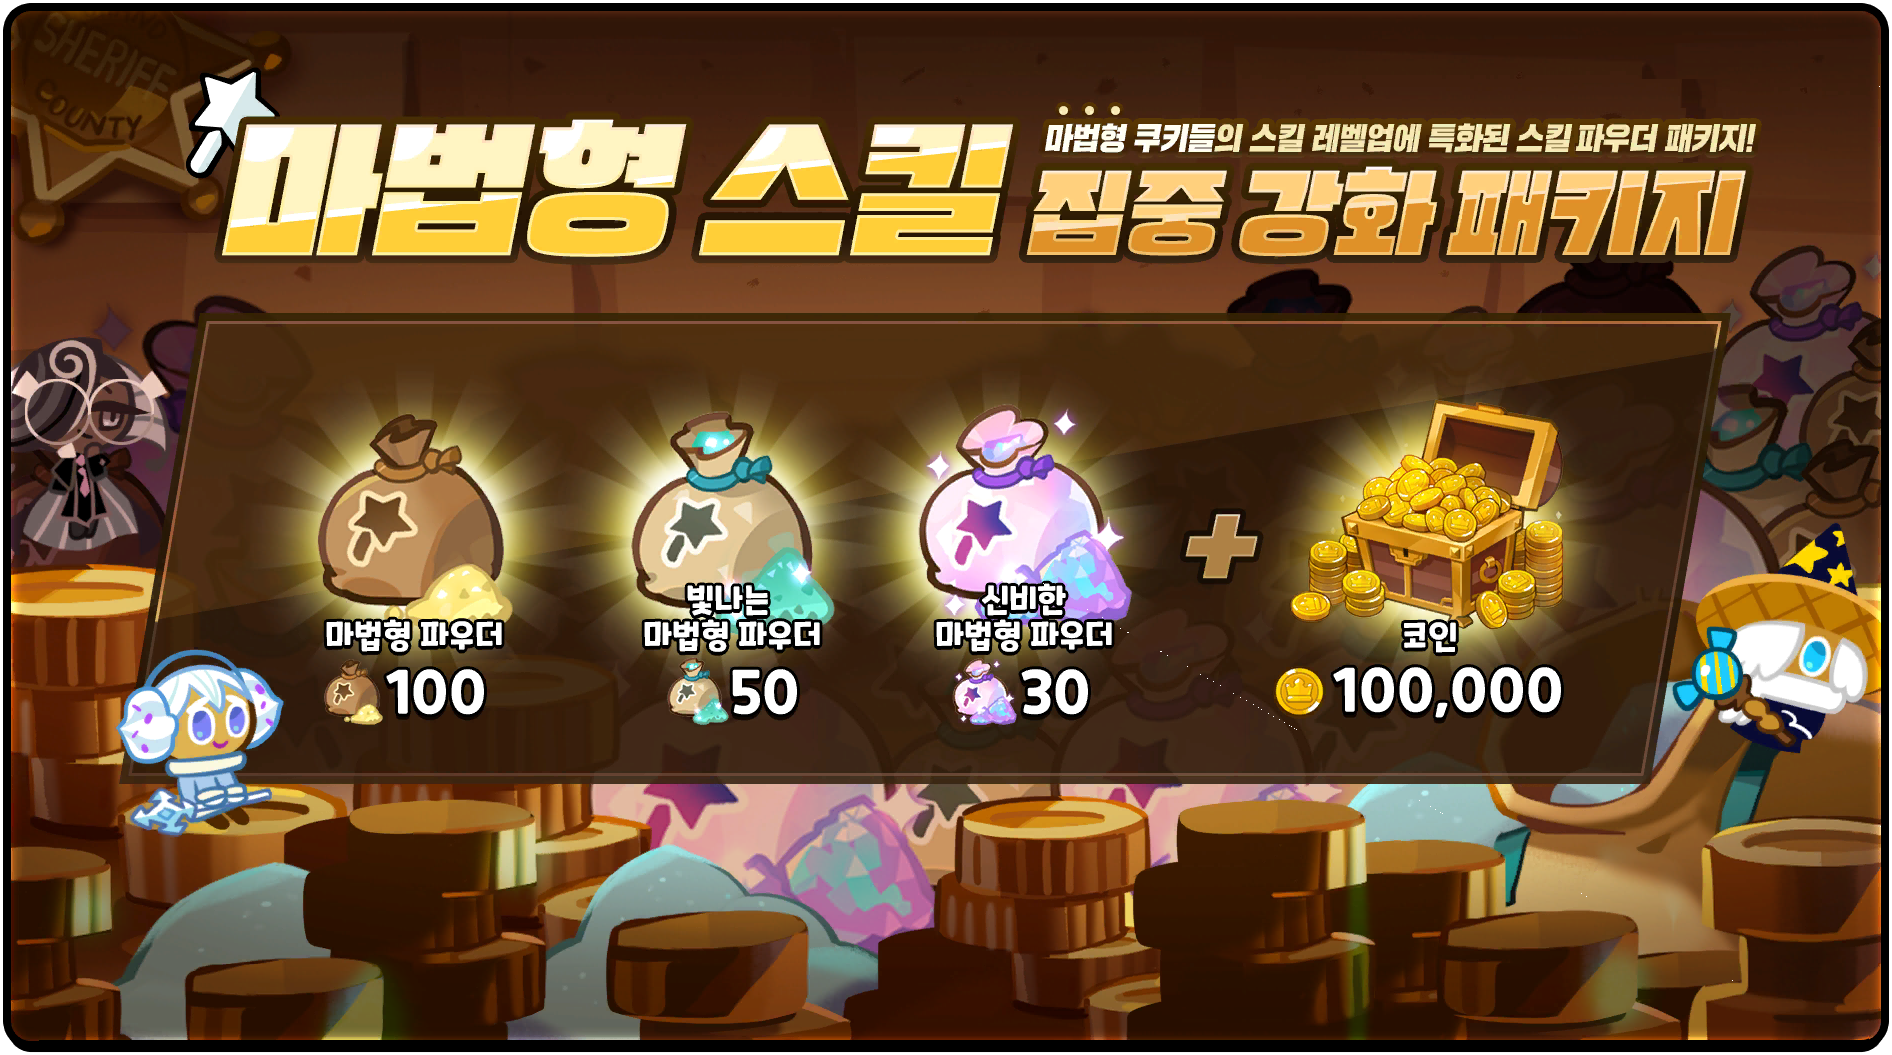 SHERIFF
COUNTY
마법형 쿠키들의 스킬 레벨업에 특화된 스킬 파우더 패키지!
마법형 스킬 집중 강화 패키지
마법형 파우더
100
빛나는
마법형 파우더
50
신비한
마법형 파우더
30
코인
100,000